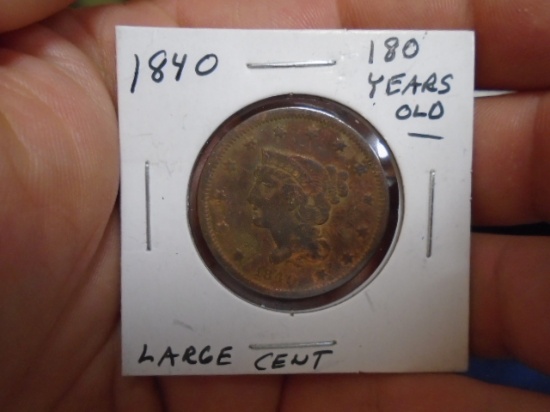 1840
180
YEARS
OLD
LARGE CENT